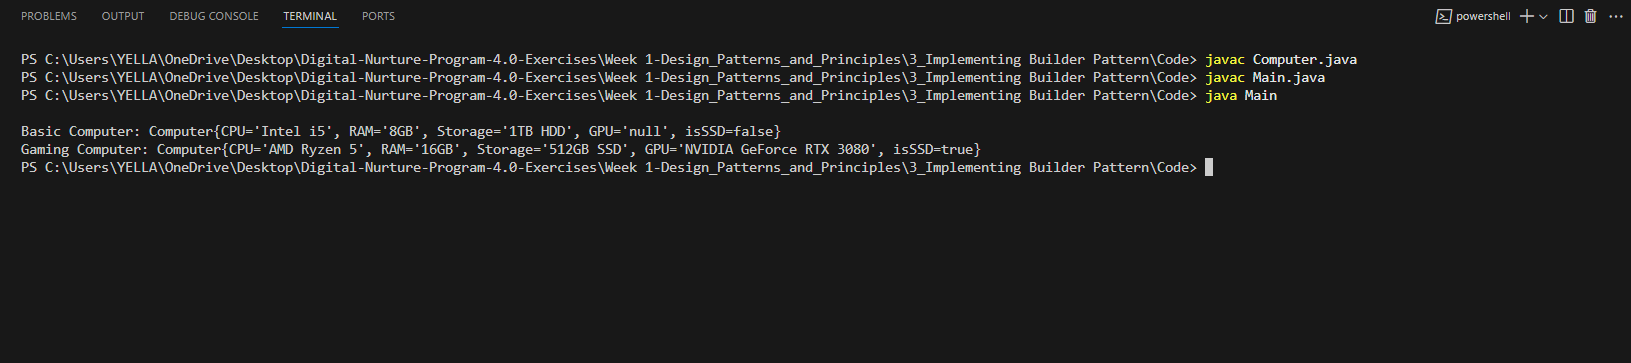 PROBLEMS OUTPUT DEBUG CONSOLE TERMINAL PORTS powershell
PS C:\Users\YELLA\OneDrive\Desktop\Digital-Nurture-Program-4.0-Exercises\Week 1-Design_Patterns_and_Principles\3_Implementing Builder Pattern\Code> javac Computer.java
PS C:\Users\YELLA\OneDrive\Desktop\Digital-Nurture-Program-4.0-Exercises\Week 1-Design_Patterns_and_Principles\3_Implementing Builder Pattern\Code> javac Main.java
PS C:\Users\YELLA\OneDrive\Desktop\Digital-Nurture-Program-4.0-Exercises\Week 1-Design_Patterns_and_Principles\3_Implementing Builder Pattern\Code> java Main
Basic Computer: Computer{CPU='Intel i5', RAM='8GB', Storage='1TB HDD', GPU='null', isSSD=false}
Gaming Computer: Computer{CPU='AMD Ryzen 5', RAM='16GB', Storage='512GB SSD', GPU='NVIDIA GeForce RTX 3080', isSSD=true}
PS C:\Users\YELLA\OneDrive\Desktop\Digital-Nurture-Program-4.0-Exercises\Week 1-Design_Patterns_and_Principles\3_Implementing Builder Pattern\Code>